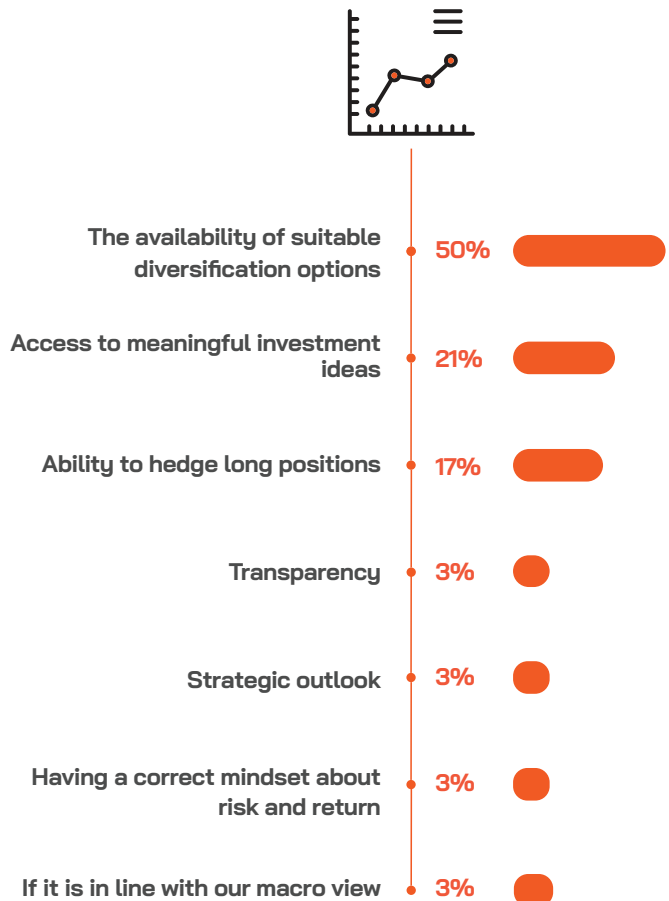 The availability of suitable
diversification options
50%
Access to meaningful investment
ideas
21%
Ability to hedge long positions
17%
Transparency
3%
Strategic outlook
3%
Having a correct mindset about
risk and return
3%
If it is in line with our macro view
3%